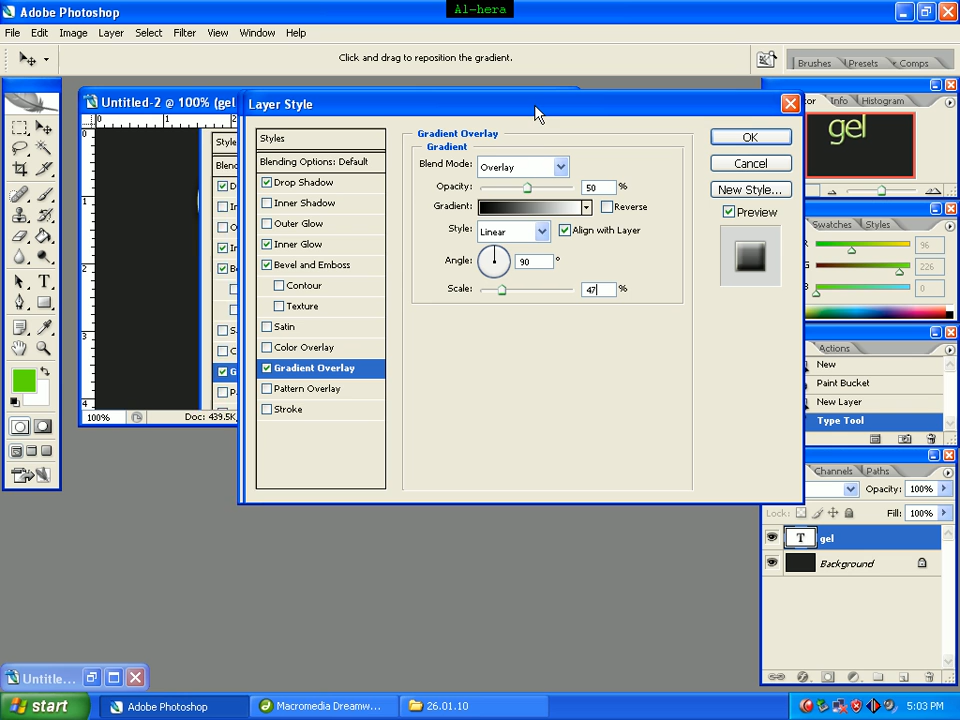 Al-hera
Adobe Photoshop
File Edit Image Layer Select Filter View Window Help
Click and drag to reposition the gradient.
Brushes Presets Comps
Untitled-2 @ 100% (gel
Layer Style
Info Histogram
gel
Styles
Blending Options: Default
Drop Shadow
Inner Shadow
Outer Glow
Inner Glow
Bevel and Emboss
Contour
Texture
Satin
Color Overlay
Gradient Overlay
Pattern Overlay
Stroke
Gradient Overlay
Gradient
Blend Mode: Overlay
Opacity: 50 %
Gradient: Reverse
Style: Linear Align with Layer
Angle: 90 °
Scale: 47 %
OK
Cancel
New Style...
Preview
Swatches Styles
96
G 226
0
Actions
New
Paint Bucket
New Layer
Type Tool
Channels Paths
Opacity: 100%
Lock: Fill: 100%
T gel
Background
100% Doc: 439.5K
Untitle...
start Adobe Photoshop Macromedia Dreamw... 26.01.10 5:03 PM